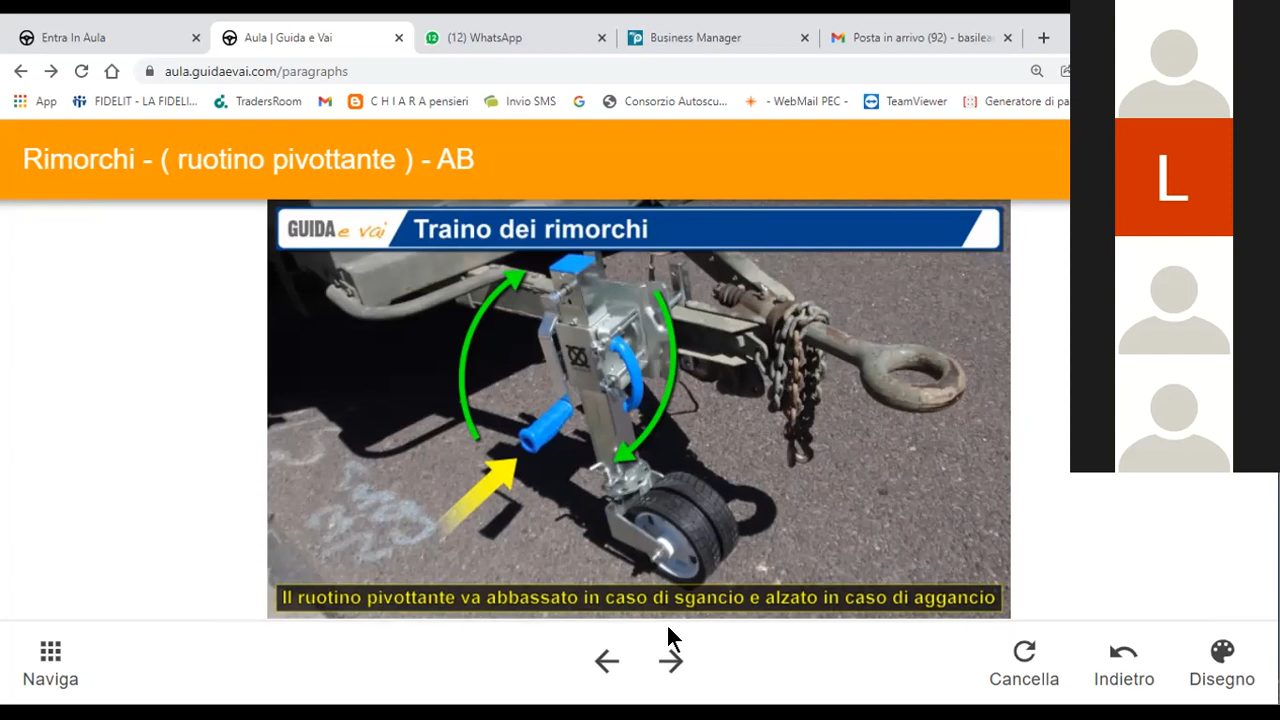 Entra In Aula
Aula | Guida e Vai
(12) WhatsApp
Business Manager
Posta in arrivo (92) - basilea
aula.guidaevai.com/paragraphs
App
FIDELIT - LA FIDELI...
TradersRoom
C H I A R A pensieri
Invio SMS
Consorzio Autoscu...
- WebMail PEC -
TeamViewer
Generatore di pa
Rimorchi - ( ruotino pivottante ) - AB
L
GUIDA e vai
Traino dei rimorchi
Il ruotino pivottante va abbassato in caso di sgancio e alzato in caso di aggancio
Naviga
Cancella
Indietro
Disegno